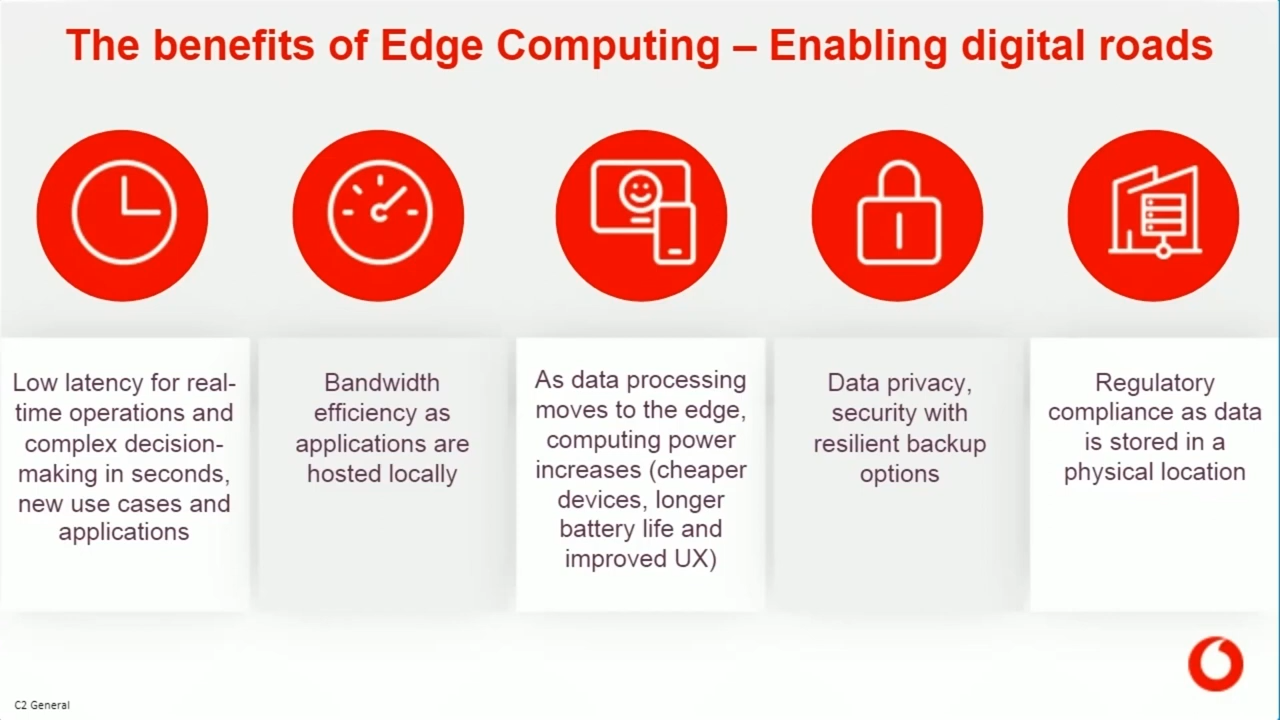 The benefits of Edge Computing – Enabling digital roads
Low latency for real-
time operations and
complex decision-
making in seconds,
new use cases and
applications
Bandwidth
efficiency as
applications are
hosted locally
As data processing
moves to the edge,
computing power
increases (cheaper
devices, longer
battery life and
improved UX)
Data privacy,
security with
resilient backup
options
Regulatory
compliance as data
is stored in a
physical location
C2 General